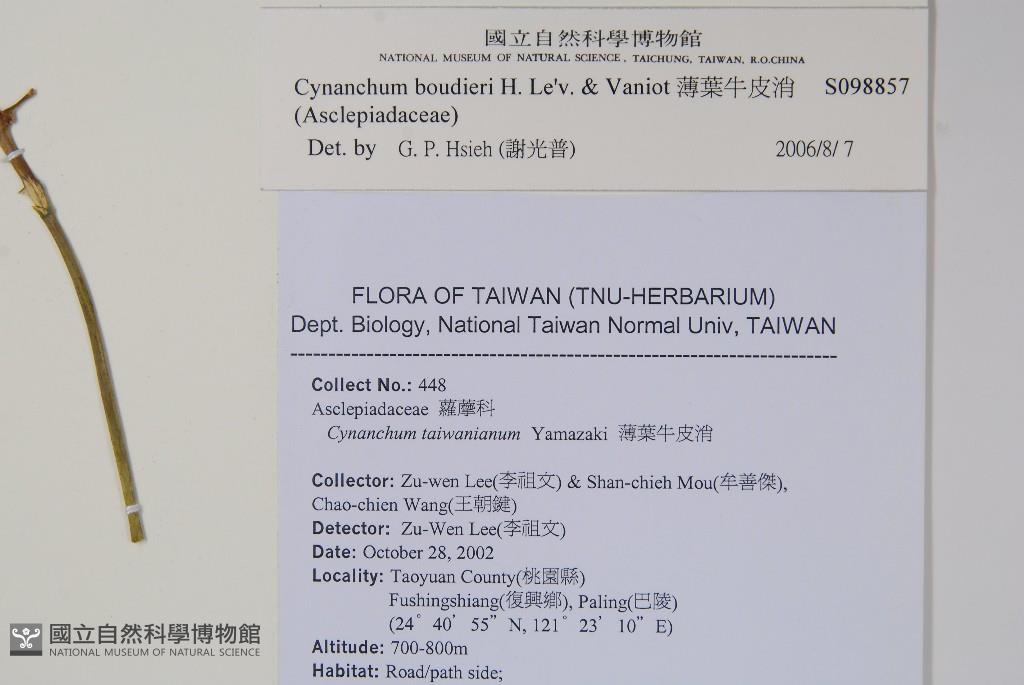 國立自然科學博物館
NATIONAL MUSEUM OF NATURAL SCIENCE, TAICHUNG, TAIWAN, R.O.CHINA
Cynanchum boudieri H. Le'v. & Vaniot 薄葉牛皮消 S098857
(Asclepiadaceae)
Det. by G. P. Hsieh (謝光普) 2006/8/ 7
FLORA OF TAIWAN (TNU-HERBARIUM)
Dept. Biology, National Taiwan Normal Univ, TAIWAN
--------------------------------------------------------------------------
Collect No.: 448
Asclepiadaceae 蘿藦科
Cynanchum taiwanianum Yamazaki 薄葉牛皮消
Collector: Zu-wen Lee(李祖文) & Shan-chieh Mou(牟善傑),
Chao-chien Wang(王朝鍵)
Detector: Zu-Wen Lee(李祖文)
Date: October 28, 2002
Locality: Taoyuan County(桃園縣)
Fushingshiang(復興鄉), Paling(巴陵)
(24° 40' 55" N, 121° 23' 10" E)
Altitude: 700-800m
Habitat: Road/path side;
國立自然科學博物館
NATIONAL MUSEUM OF NATURAL SCIENCE